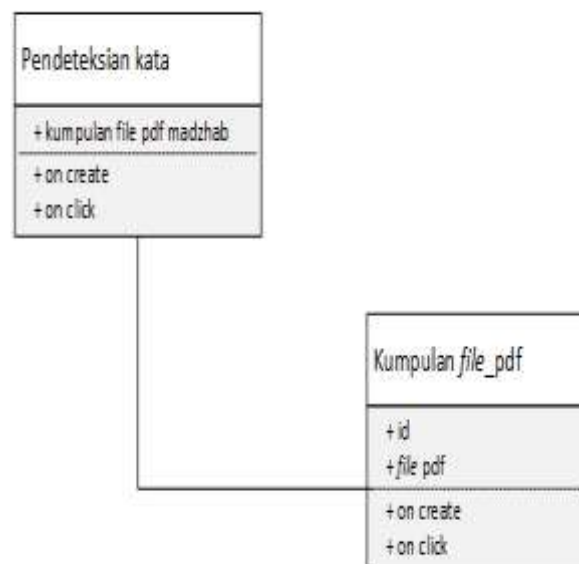 Pendeteksian kata
+ kumpulan file pdf madzhab
+ on create
+ on click
Kumpulan file_pdf
+ id
+ file pdf
+ on create
+ on click